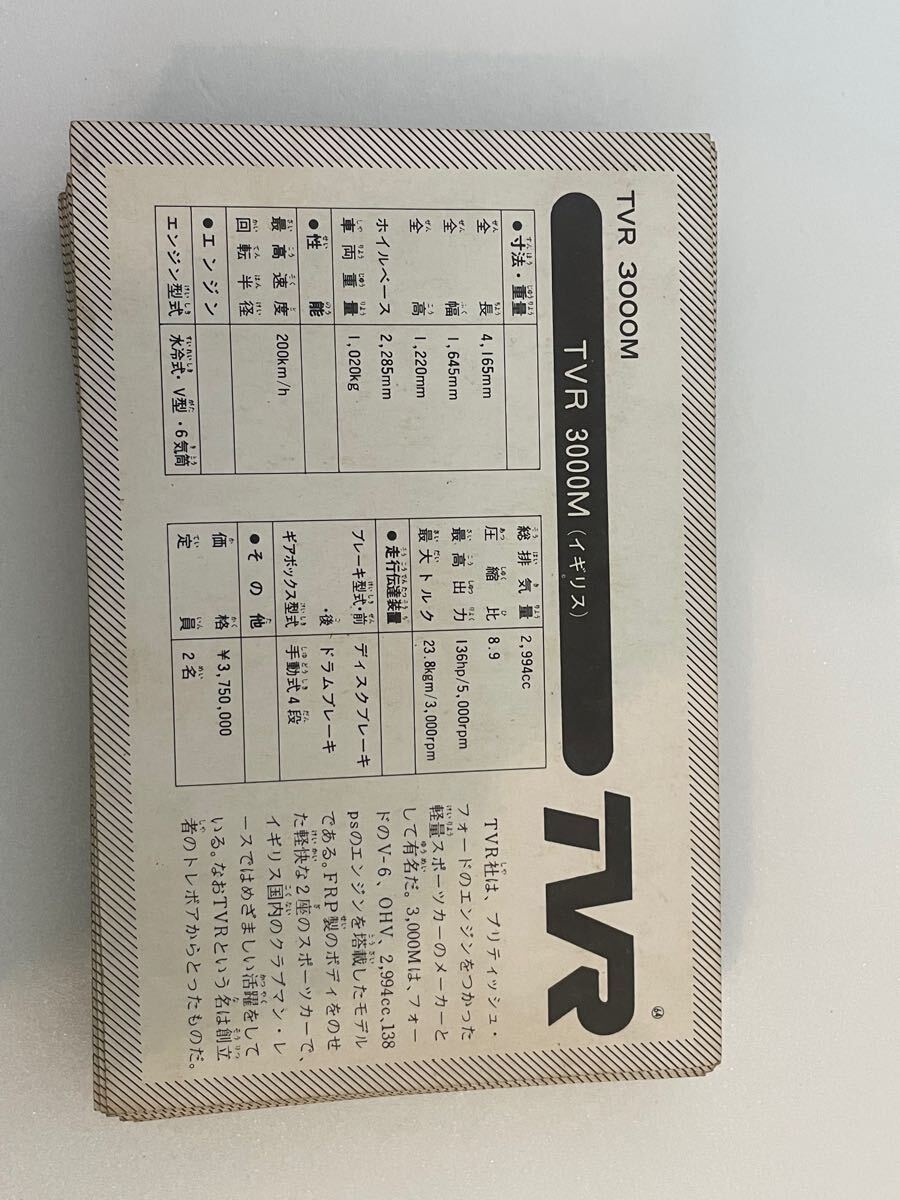 TVR 3000M
TVR 3000M (イギリス)
●寸法・重量
全長 4,165mm
全幅 1,645mm
全高 1,220mm
ホイルベース 2,285mm
車両重量 1,020kg
●性能
最高速度 200km/h
回転半径
●エンジン
エンジン型式 水冷式・V型・6気筒
総排気量 2,994cc
圧縮比 8.9
最高出力 136hp/5,000rpm
最大トルク 23.8kgm/3,000rpm
●走行伝達装置
ブレーキ型式・前 ディスクブレーキ
・後 ドラムブレーキ
ギアボックス型式 手動式4段
●その他
価格 ¥3,750,000
定員 2名
TVR
64
TVR社は、ブリティッシュ・
フォードのエンジンをつかった
軽量スポーツカーのメーカーと
して有名だ。3,000Mは、フォー
ドのV-6、OHV、2,994cc、138
psのエンジンを塔載したモデル
である。FRP製のボディをのせ
た軽快な2座のスポーツカーで、
イギリス国内のクラブマン・レ
ースではめざましい活躍をして
いる。なおTVRという名は創立
者のトレボアからとったものだ。